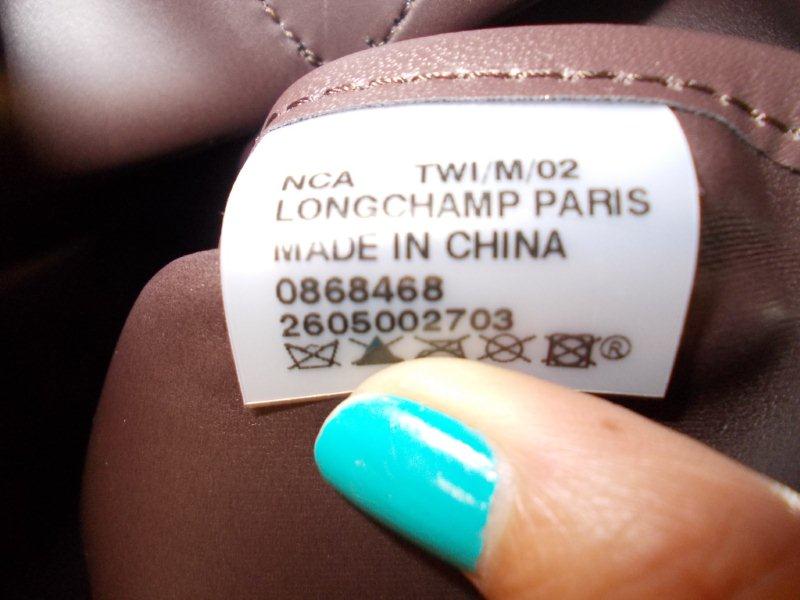 NCA TWI/M/02
LONGCHAMP PARIS
MADE IN CHINA
0868468
2605002703
®